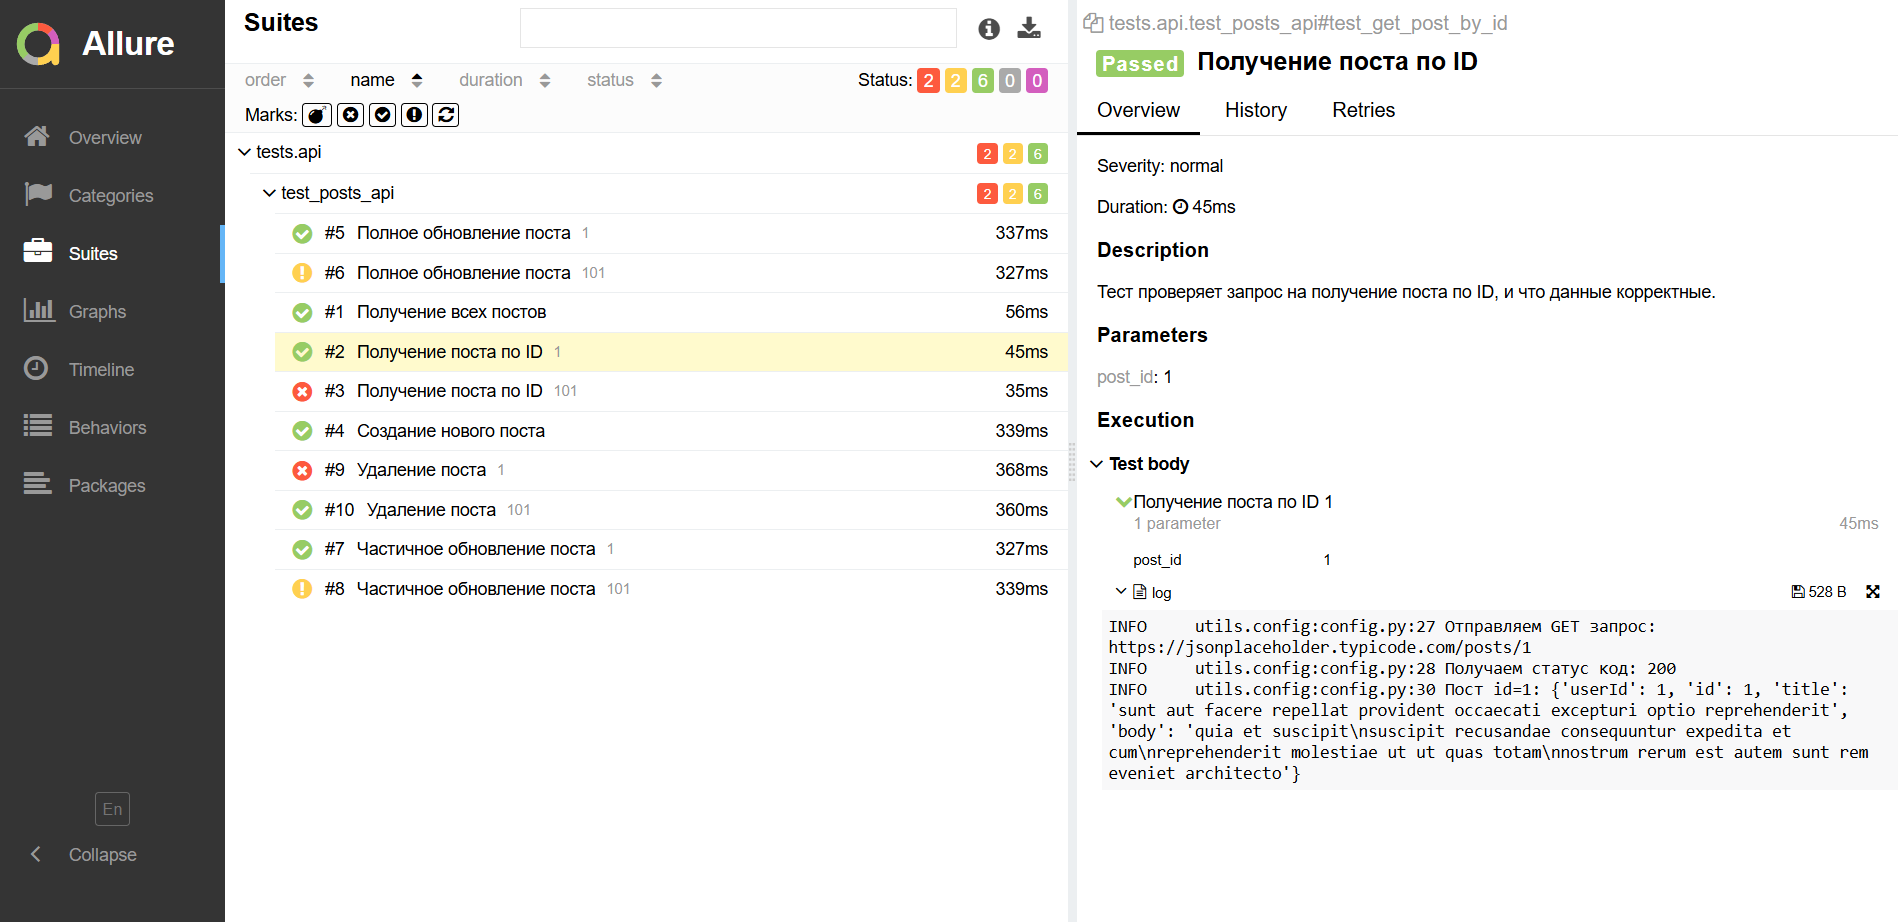 Allure
Overview
Categories
Suites
Graphs
Timeline
Behaviors
Packages
En
Collapse
Suites
order name duration status Status: 2 2 6 0 0
Marks:
tests.api 2 2 6
test_posts_api 2 2 6
#5 Полное обновление поста 1 337ms
#6 Полное обновление поста 101 327ms
#1 Получение всех постов 56ms
#2 Получение поста по ID 1 45ms
#3 Получение поста по ID 101 35ms
#4 Создание нового поста 339ms
#9 Удаление поста 1 368ms
#10 Удаление поста 101 360ms
#7 Частичное обновление поста 1 327ms
#8 Частичное обновление поста 101 339ms
tests.api.test_posts_api#test_get_post_by_id
Passed Получение поста по ID
Overview History Retries
Severity: normal
Duration: 45ms
Description
Тест проверяет запрос на получение поста по ID, и что данные корректные.
Parameters
post_id: 1
Execution
Test body
Получение поста по ID 1
1 parameter 45ms
post_id 1
log 528 B
INFO     utils.config:config.py:27 Отправляем GET запрос:
https://jsonplaceholder.typicode.com/posts/1
INFO     utils.config:config.py:28 Получаем статус код: 200
INFO     utils.config:config.py:30 Пост id=1: {'userId': 1, 'id': 1, 'title':
'sunt aut facere repellat provident occaecati excepturi optio reprehenderit',
'body': 'quia et suscipit\nsuscipit recusandae consequuntur expedita et
cum\nreprehenderit molestiae ut ut quas totam\nnostrum rerum est autem sunt rem
eveniet architecto'}